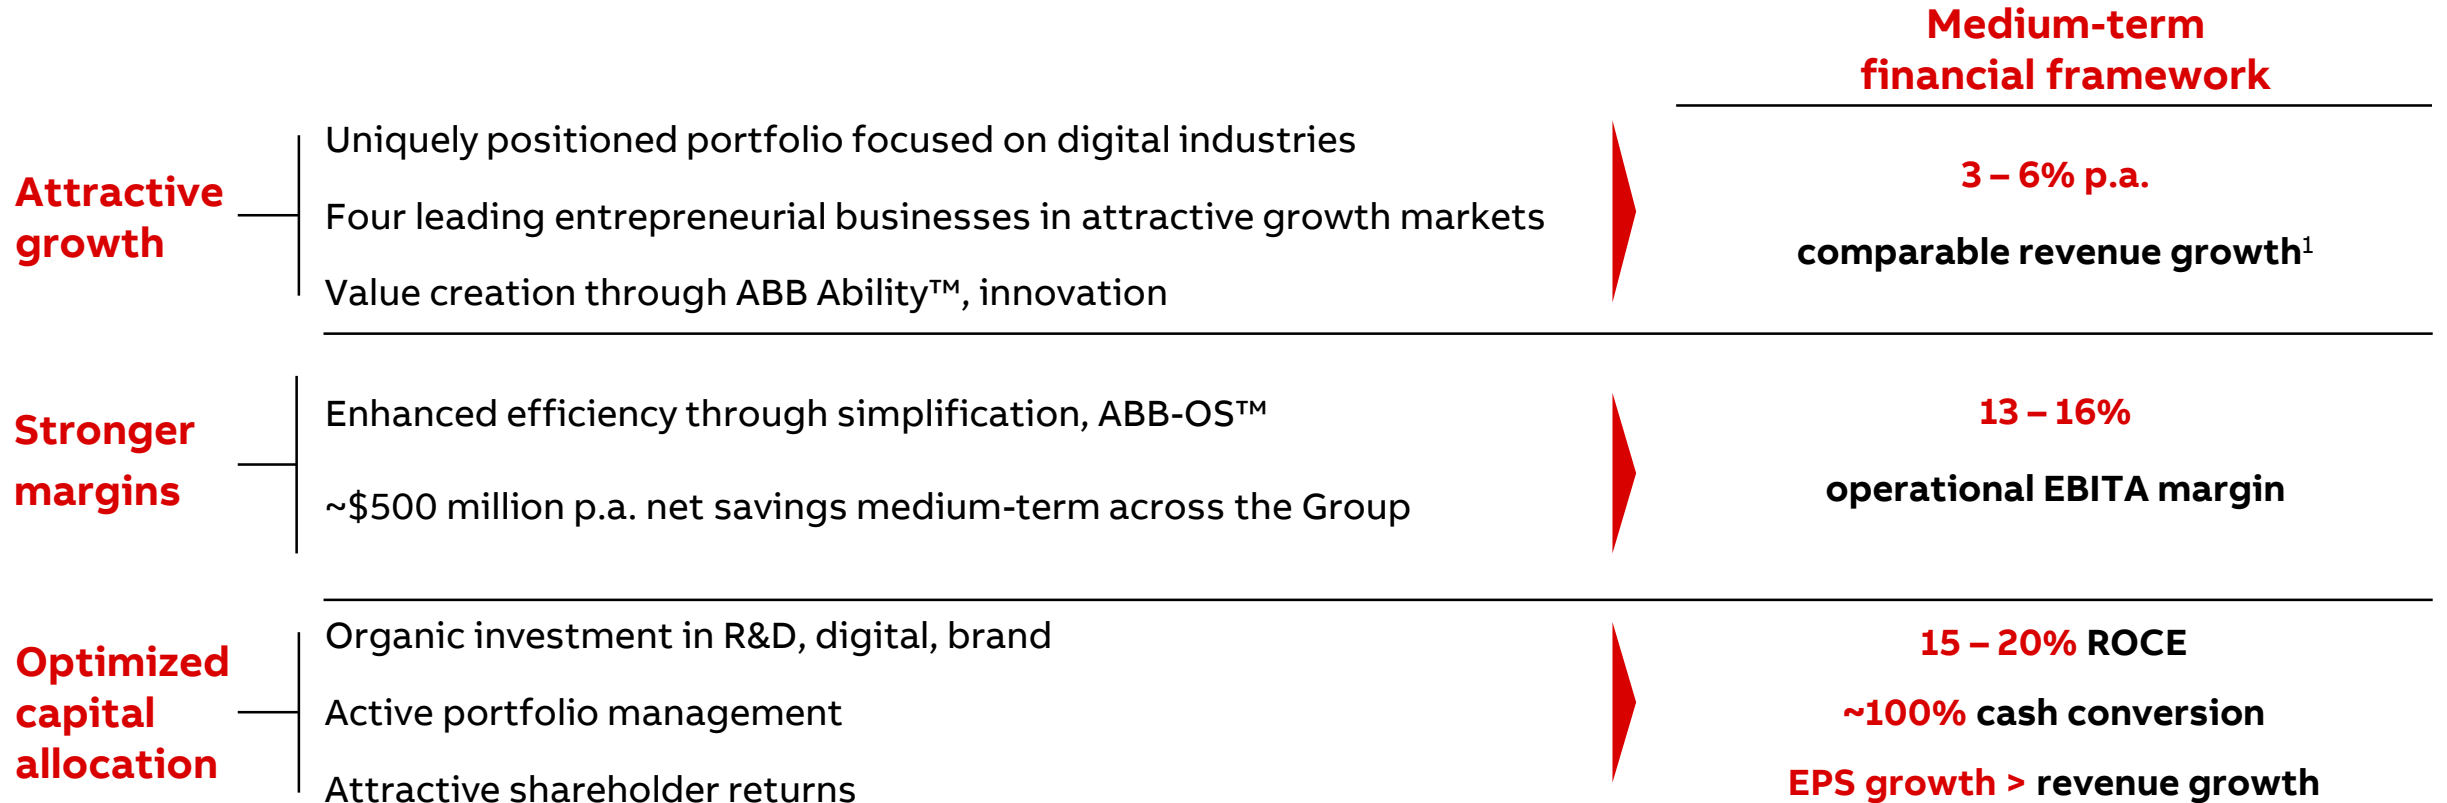 Medium-term
financial framework
Attractive
growth
Uniquely positioned portfolio focused on digital industries
Four leading entrepreneurial businesses in attractive growth markets
Value creation through ABB Ability™, innovation
3 – 6% p.a.
comparable revenue growth¹
Stronger
margins
Enhanced efficiency through simplification, ABB-OS™
~$500 million p.a. net savings medium-term across the Group
13 – 16%
operational EBITA margin
Optimized
capital
allocation
Organic investment in R&D, digital, brand
Active portfolio management
Attractive shareholder returns
15 – 20% ROCE
~100% cash conversion
EPS growth > revenue growth